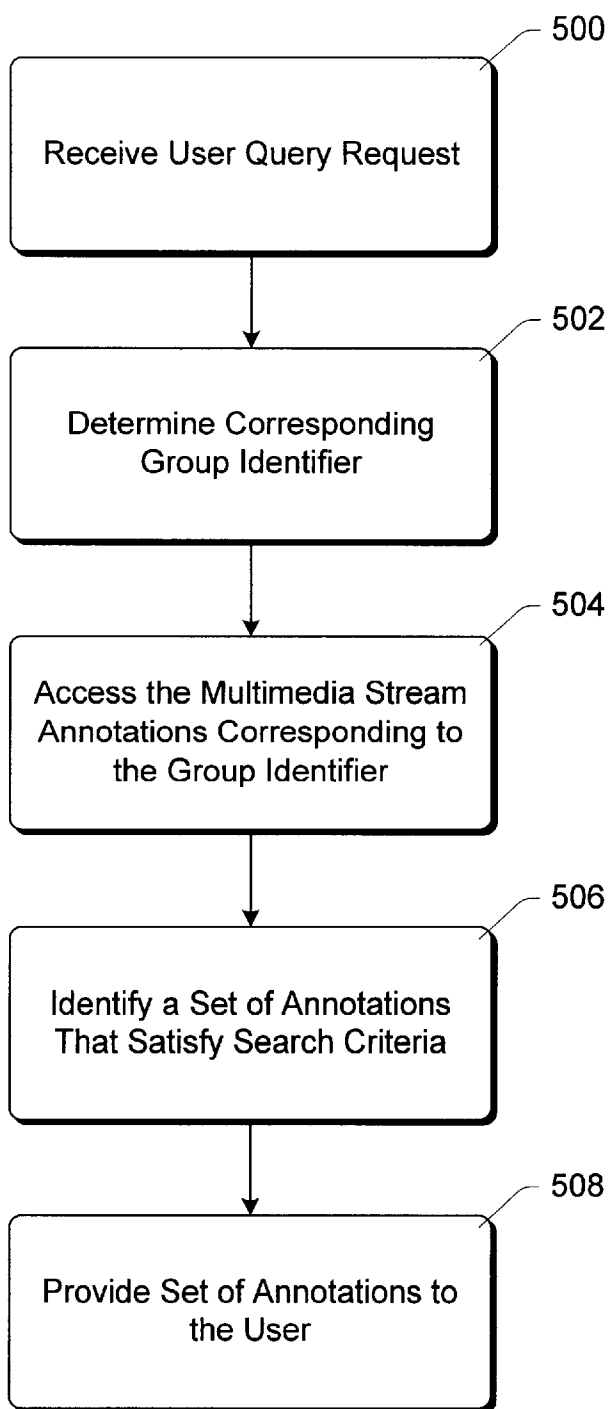 500
Receive User Query Request
502
Determine Corresponding
Group Identifier
504
Access the Multimedia Stream
Annotations Corresponding to
the Group Identifier
506
Identify a Set of Annotations
That Satisfy Search Criteria
508
Provide Set of Annotations to
the User